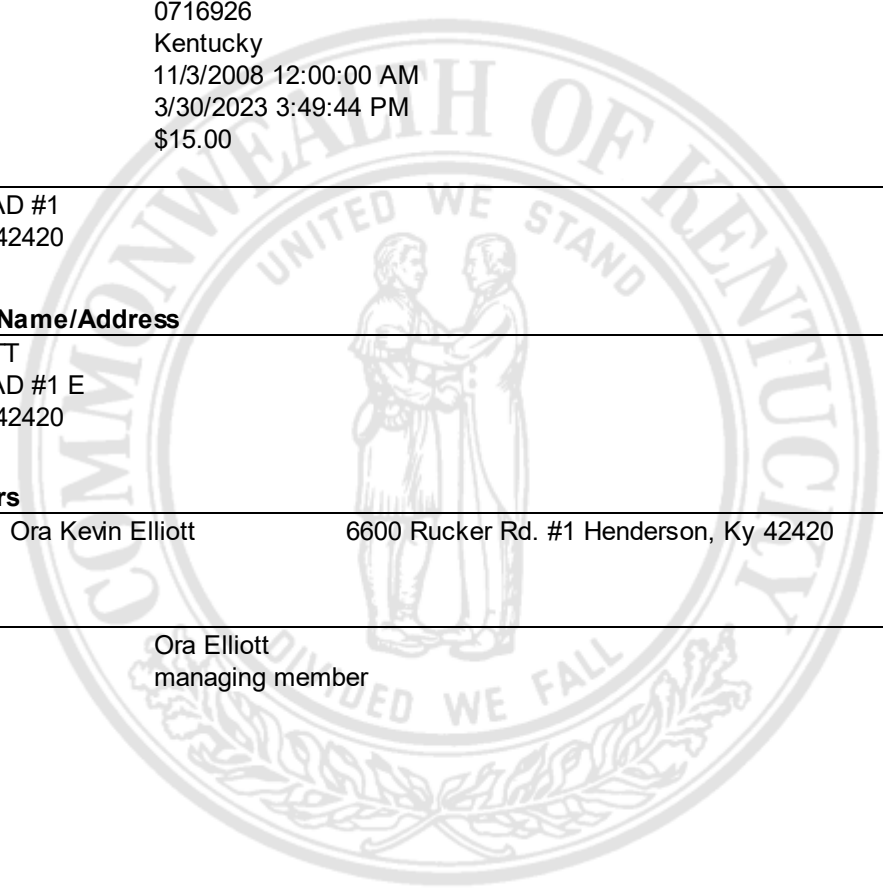 0716926
Kentucky
11/3/2008 12:00:00 AM
3/30/2023 3:49:44 PM
$15.00
AD #1
42420
Name/Address
TT
AD #1 E
42420
rs
Ora Kevin Elliott 6600 Rucker Rd. #1 Henderson, Ky 42420
Ora Elliott
managing member
COMMONWEALTH OF KENTUCKY
UNITED WE STAND
DIVIDED WE FALL